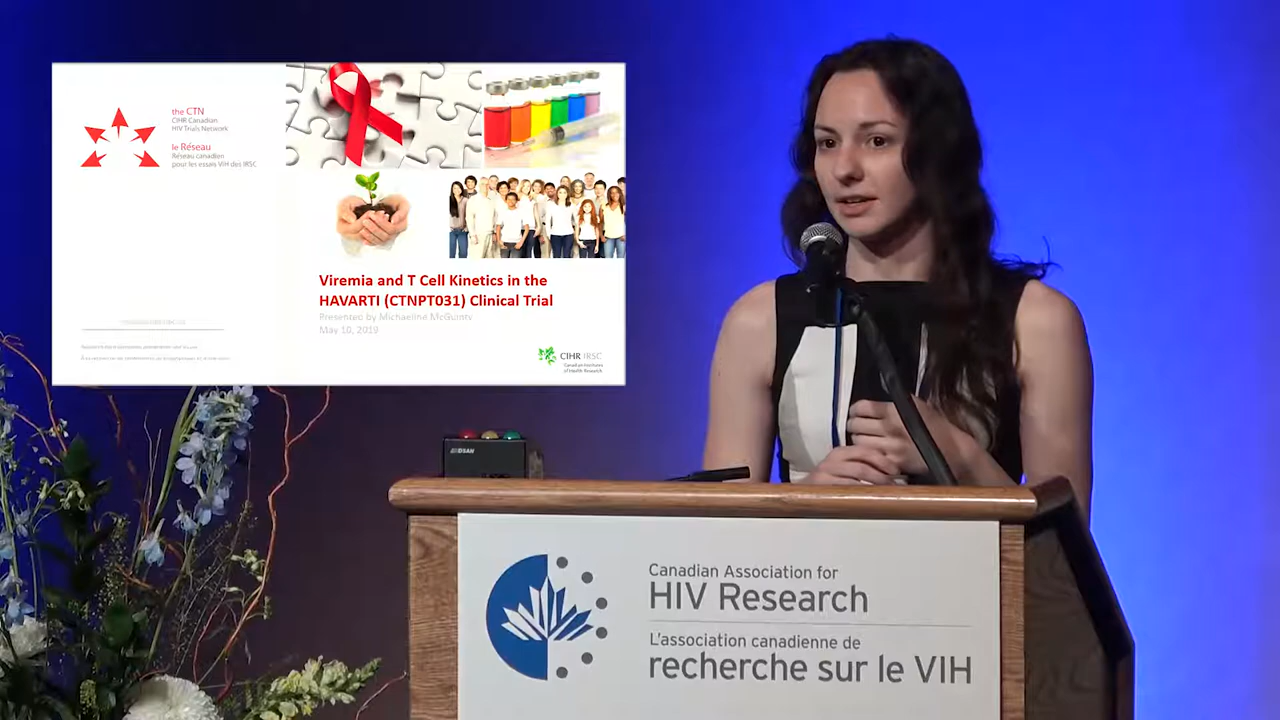 the CTN
CIHR Canadian
HIV Trials Network
le Réseau
Réseau canadien
pour les essais VIH des IRSC
Viremia and T Cell Kinetics in the
HAVARTI (CTNPT031) Clinical Trial
Presented by Michaeline McGuinty
May 10, 2019
CIHR IRSC
Canadian Institutes
of Health Research
DSAN
Canadian Association for
HIV Research
L'association canadienne de
recherche sur le VIH